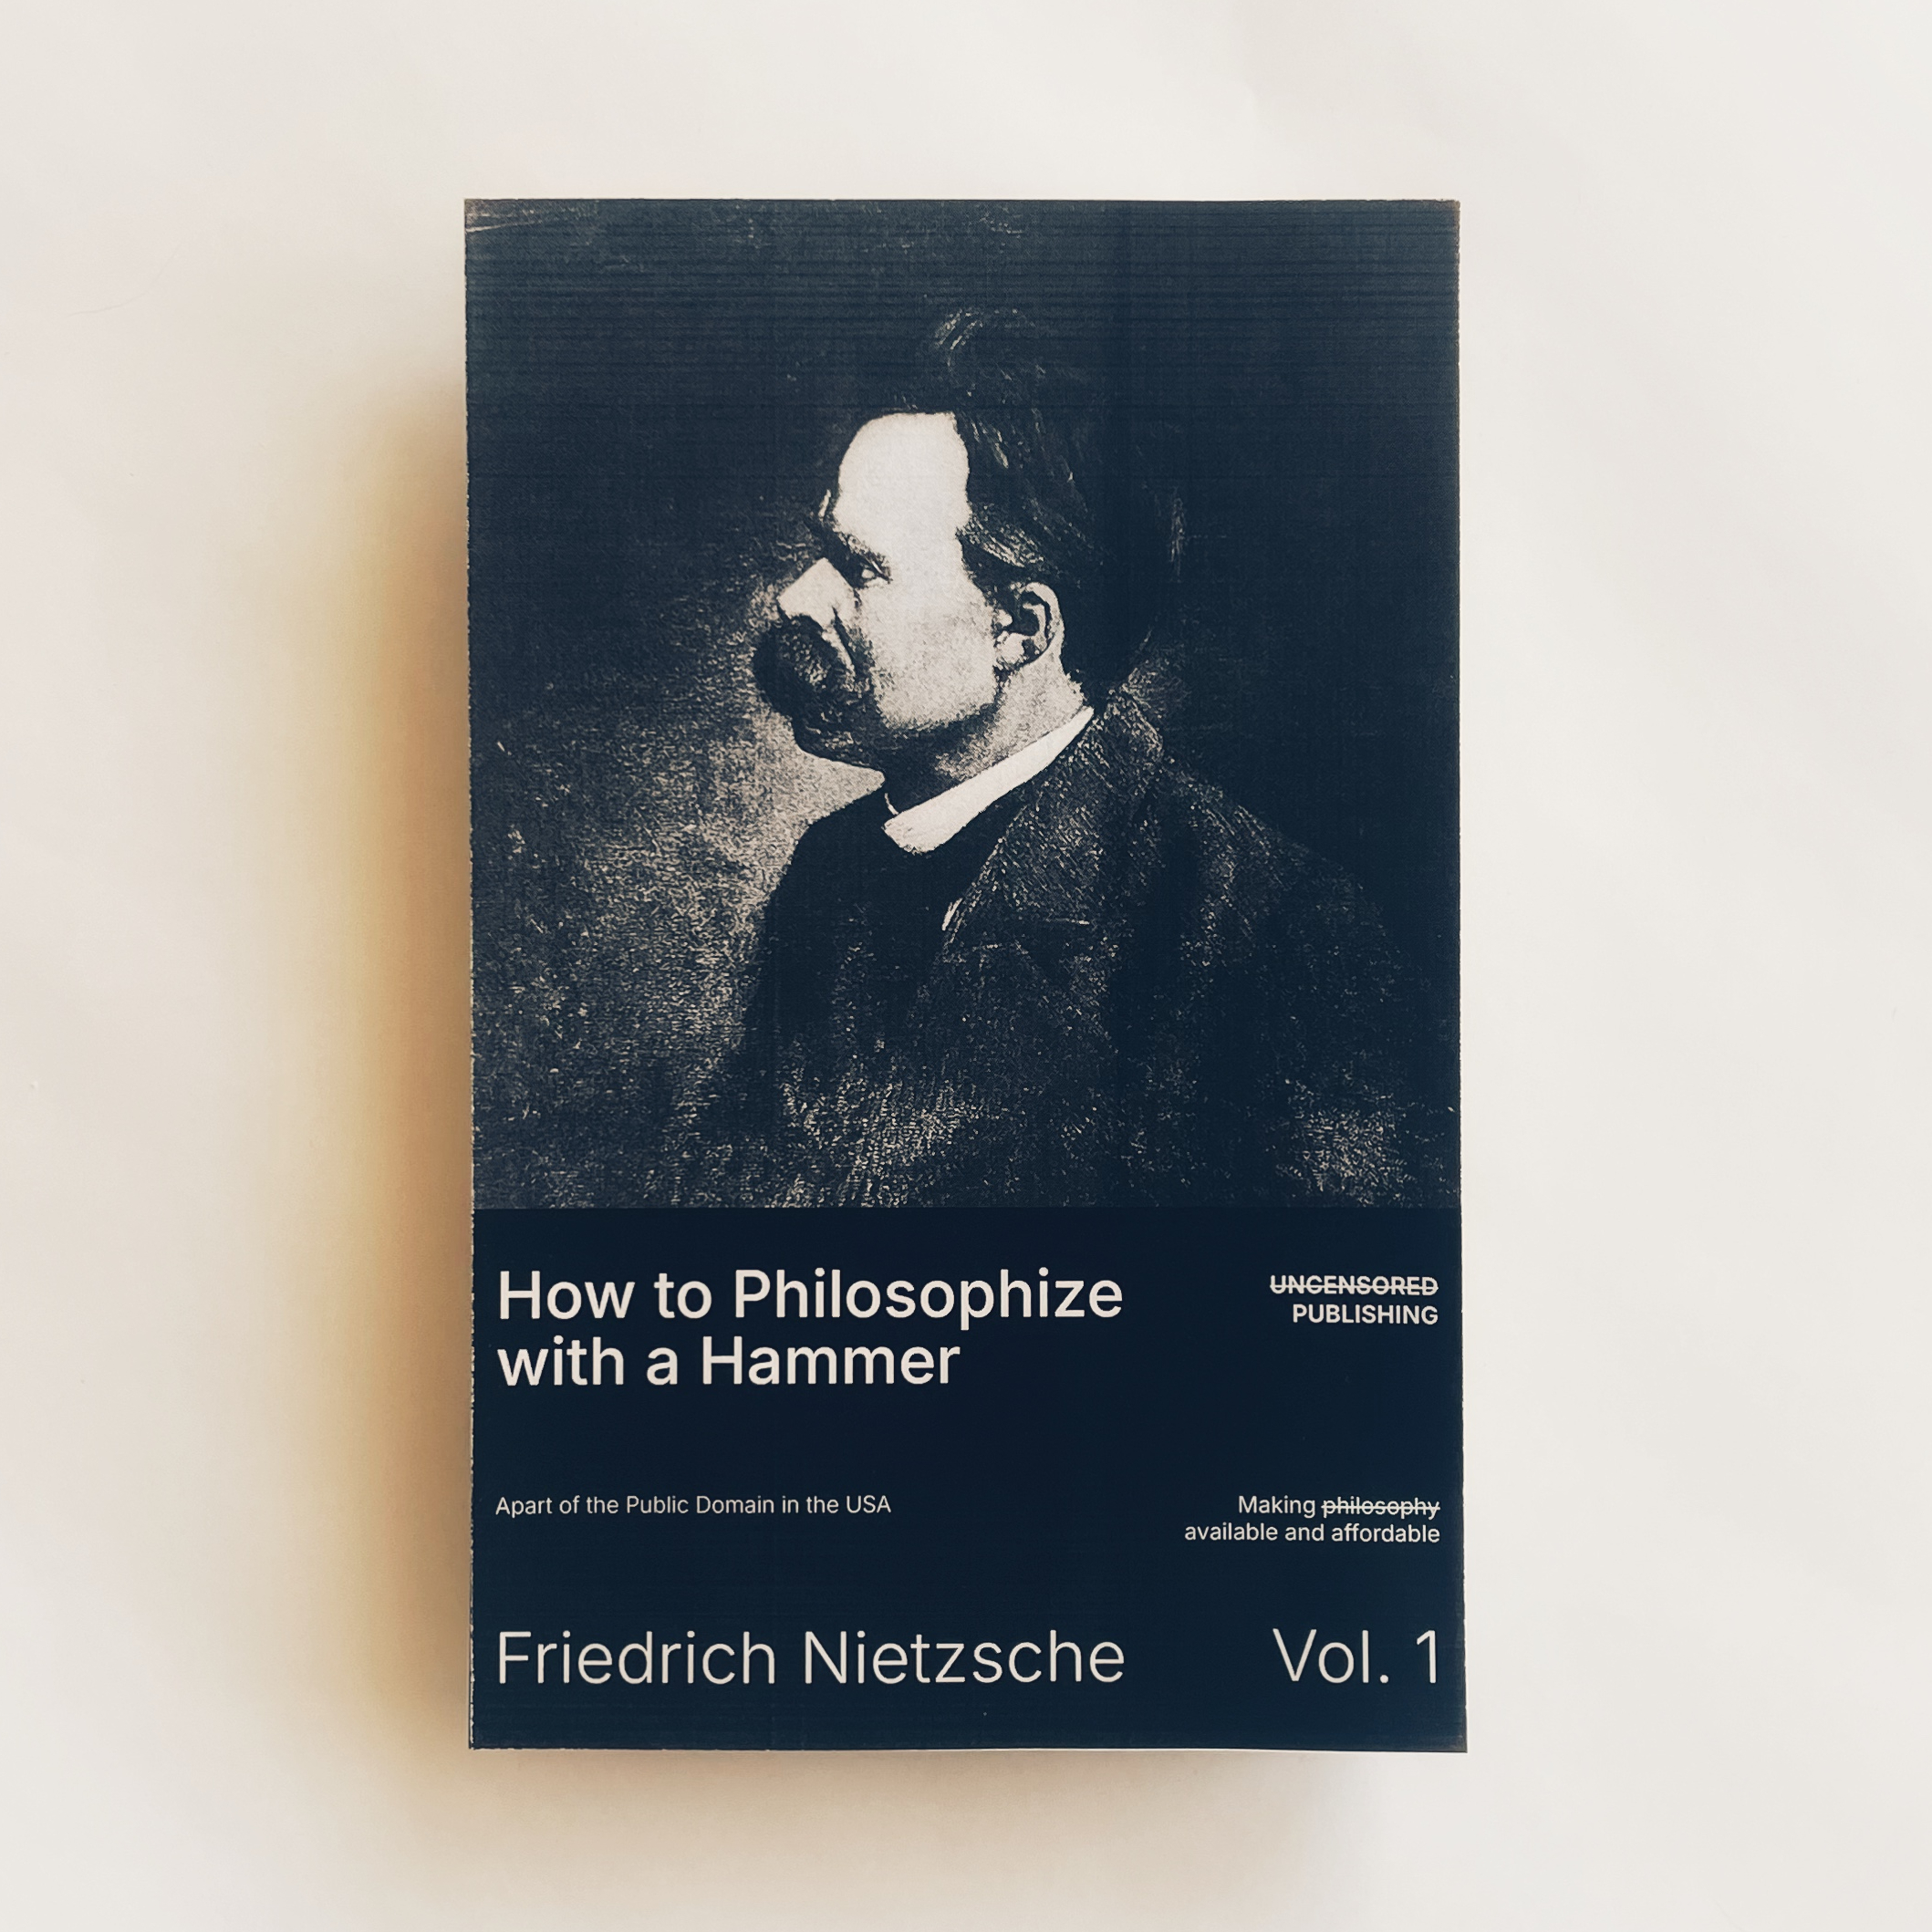 How to Philosophize
with a Hammer
UNCENSORED
PUBLISHING
Apart of the Public Domain in the USA
Making philosophy
available and affordable
Friedrich Nietzsche
Vol. 1